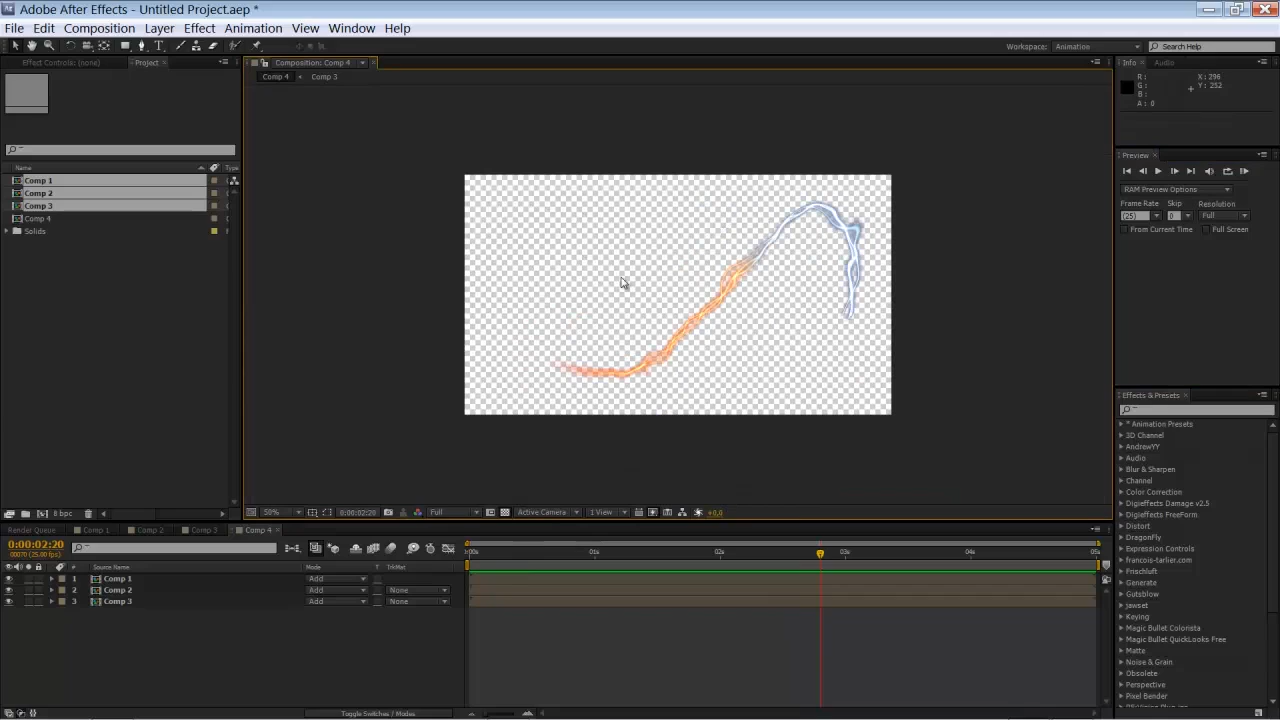 Adobe After Effects - Untitled Project.aep *
File Edit Composition Layer Effect Animation View Window Help
Workspace: Animation Search Help
Effect Controls: (none) Project
Composition: Comp 4
Comp 4 Comp 3
Info Audio
R: X: 296
G: Y: 252
B:
A: 0
Name Type
Comp 1
Comp 2
Comp 3
Comp 4
Solids
Preview
RAM Preview Options
Frame Rate Skip Resolution
(25) 0 Full
From Current Time Full Screen
Effects & Presets
* Animation Presets
3D Channel
AndrewYY
Audio
Blur & Sharpen
Channel
Color Correction
Digieffects Damage v2.5
Digieffects FreeForm
Distort
DragonFly
Expression Controls
francois-tarlier.com
Frischluft
Generate
Gutsblow
jawset
Keying
Magic Bullet Colorista
Magic Bullet QuickLooks Free
Matte
Noise & Grain
Obsolete
Perspective
Pixel Bender
8 bpc
50% 0:00:02:20 Full Active Camera 1 View +0,0
Render Queue Comp 1 Comp 2 Comp 3 Comp 4
0:00:02:20
00070 (25.00 fps)
01s 02s 03s 04s
# Source Name Mode T TrkMat
1 Comp 1 Add
2 Comp 2 Add None
3 Comp 3 Add None
Toggle Switches / Modes